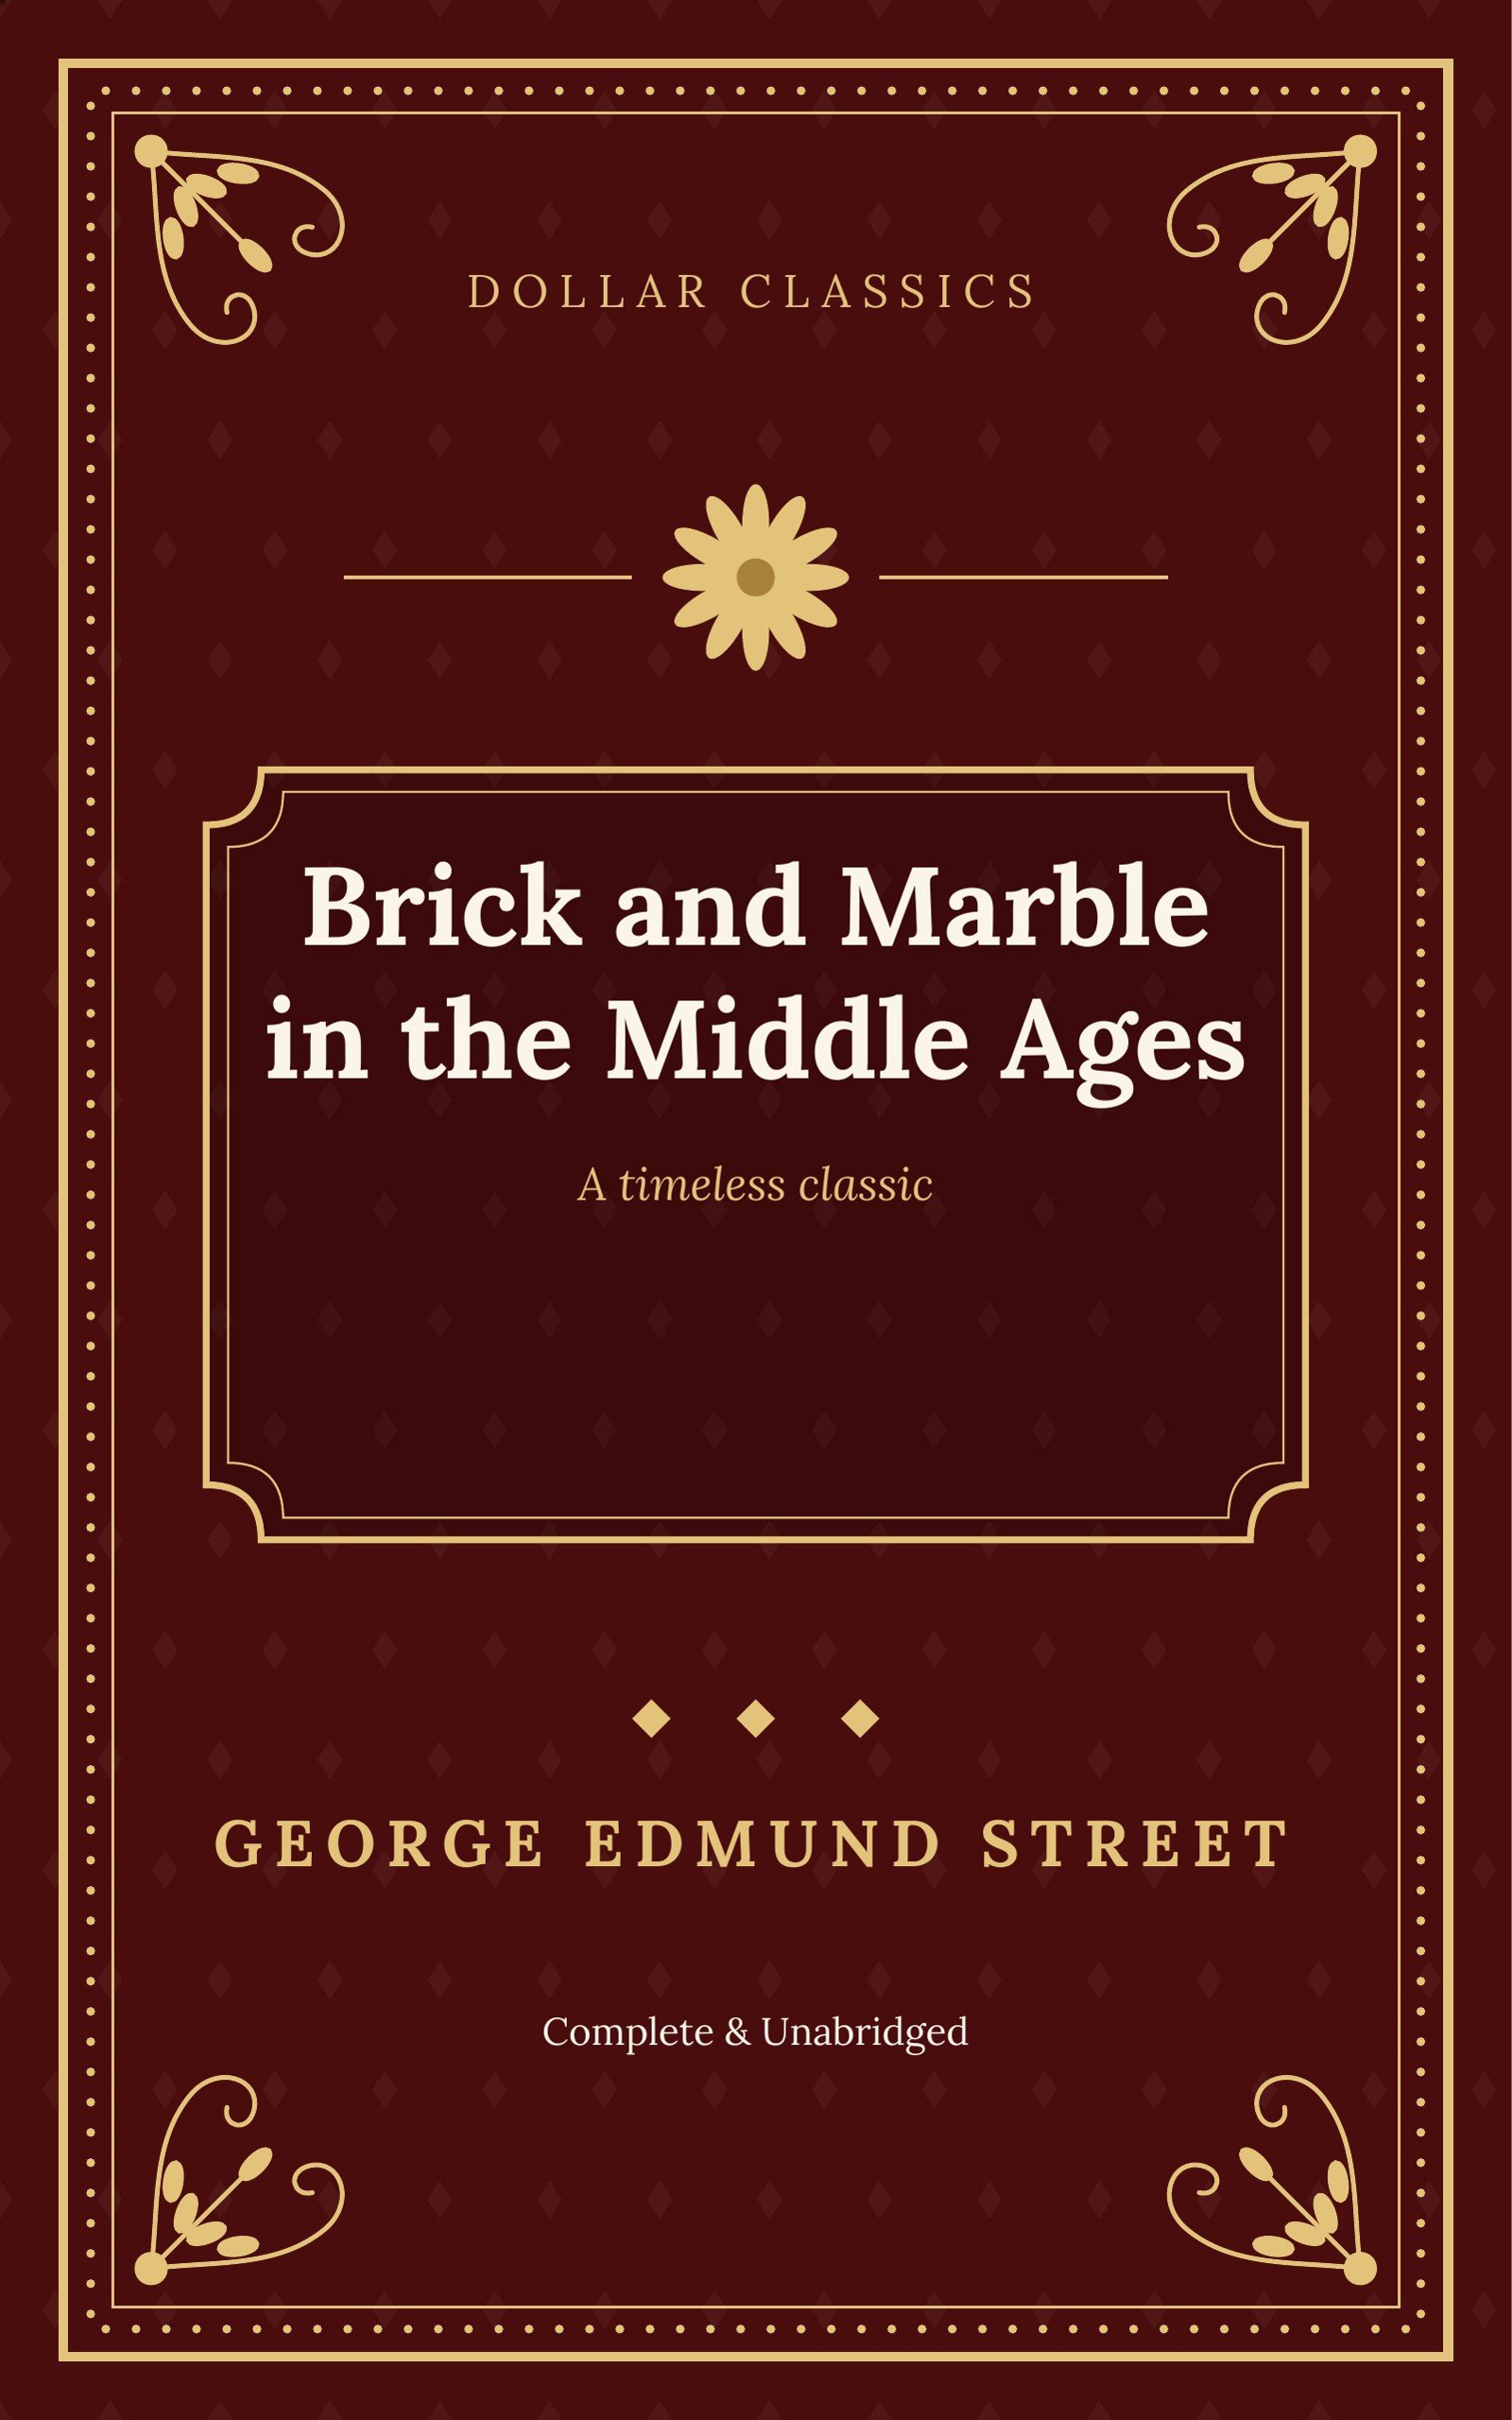 DOLLAR CLASSICS
Brick and Marble
in the Middle Ages
A timeless classic
GEORGE EDMUND STREET
Complete & Unabridged